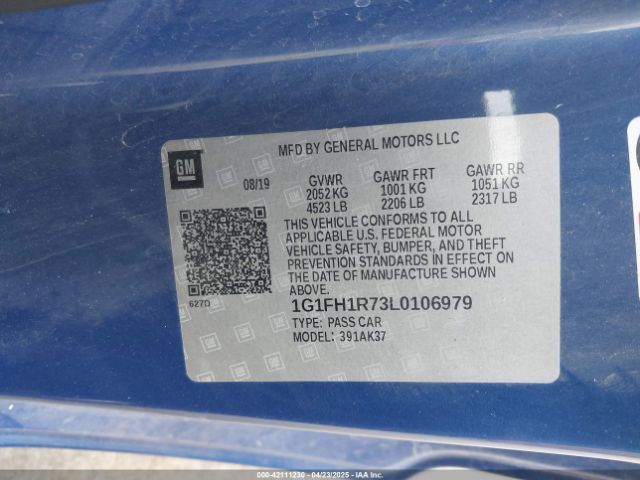 MFD BY GENERAL MOTORS LLC
GM
08/19
GVWR GAWR FRT GAWR RR
2052 KG 1001 KG 1051 KG
4523 LB 2206 LB 2317 LB
THIS VEHICLE CONFORMS TO ALL
APPLICABLE U.S. FEDERAL MOTOR
VEHICLE SAFETY, BUMPER, AND THEFT
PREVENTION STANDARDS IN EFFECT ON
THE DATE OF MANUFACTURE SHOWN
ABOVE.
627D
1G1FH1R73L0106979
TYPE: PASS CAR
MODEL: 391AK37
000-42111230 - 04/23/2025 - IAA Inc.